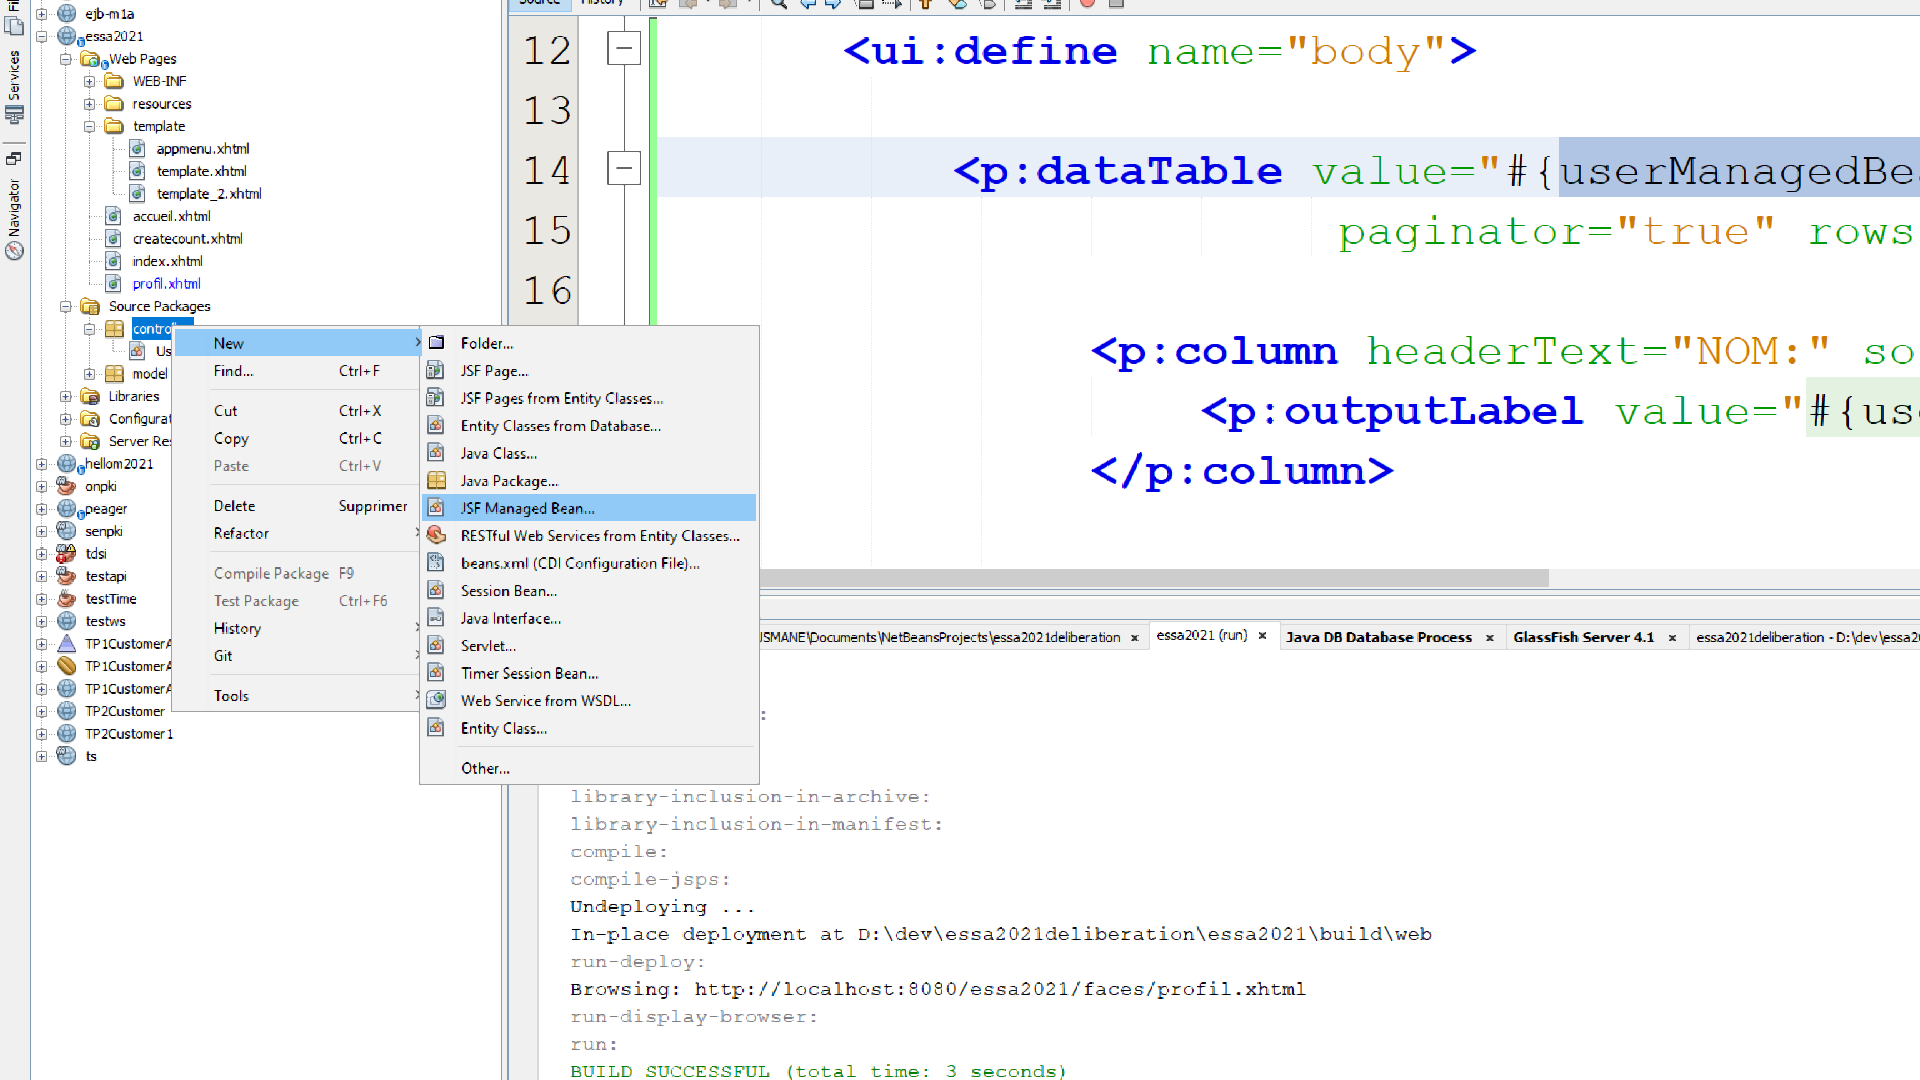 Services
Navigator
ejb-m1a
essa2021
Web Pages
WEB-INF
resources
template
appmenu.xhtml
template.xhtml
template_2.xhtml
accueil.xhtml
createcount.xhtml
index.xhtml
profil.xhtml
Source Packages
model
Libraries
hellom2021
onpki
peager
senpki
tdsi
testapi
testTime
testws
TP2Customer
TP2Customer1
ts
New
Find... Ctrl+F
Cut Ctrl+X
Copy Ctrl+C
Paste Ctrl+V
Delete Supprimer
Refactor
Compile Package F9
Test Package Ctrl+F6
History
Git
Tools
Folder...
JSF Page...
JSF Pages from Entity Classes...
Entity Classes from Database...
Java Class...
Java Package...
JSF Managed Bean...
RESTful Web Services from Entity Classes...
beans.xml (CDI Configuration File)...
Session Bean...
Java Interface...
Servlet...
Timer Session Bean...
Web Service from WSDL...
Entity Class...
Other...
12 <ui:define name="body">
13
14 <p:dataTable value="#{userManagedBe
15 paginator="true" rows
16
<p:column headerText="NOM:" so
<p:outputLabel value="#{us
</p:column>
SMANE\Documents\NetBeansProjects\essa2021deliberation × essa2021 (run) × Java DB Database Process × GlassFish Server 4.1 × essa2021deliberation - D:\dev\essa2
:
library-inclusion-in-archive:
library-inclusion-in-manifest:
compile:
compile-jsps:
Undeploying ...
In-place deployment at D:\dev\essa2021deliberation\essa2021\build\web
run-deploy:
Browsing: http://localhost:8080/essa2021/faces/profil.xhtml
run-display-browser:
run:
BUILD SUCCESSFUL (total time: 3 seconds)